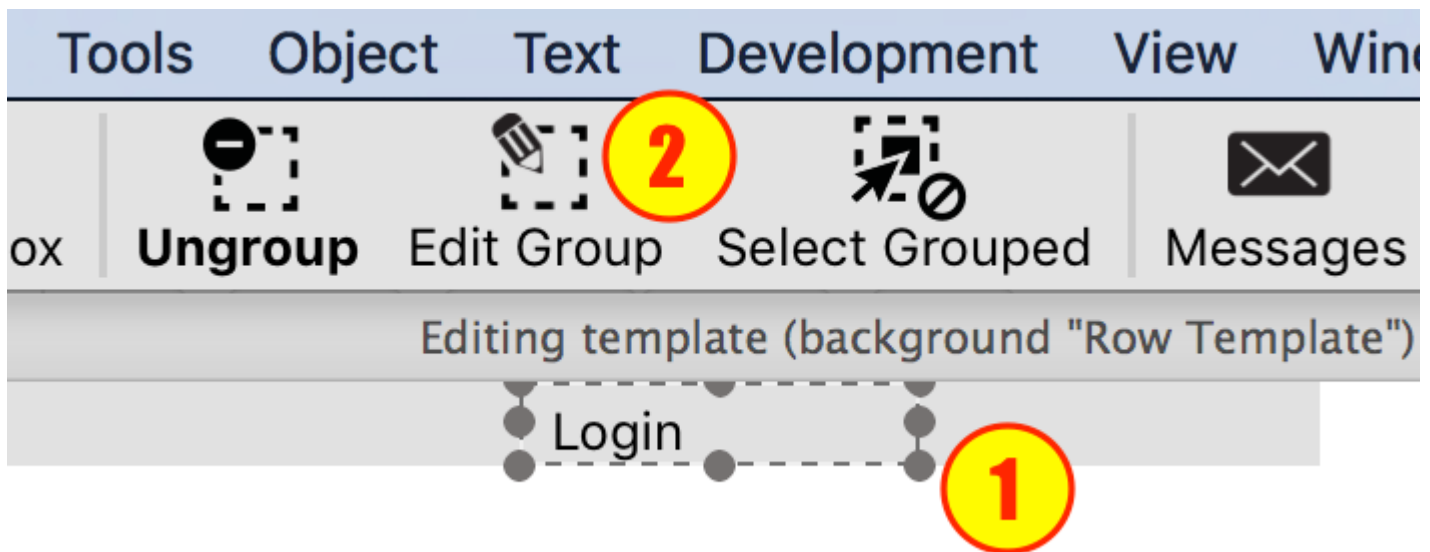 Tools Object Text Development View Wind
2
ox Ungroup Edit Group Select Grouped Messages
Editing template (background "Row Template")
Login
1